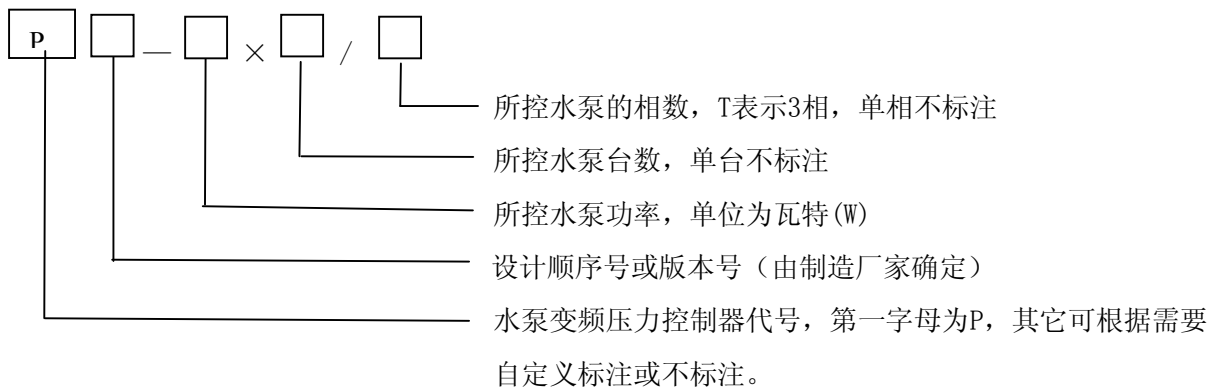 P □ — □ × □ / □
所控水泵的相数，T表示3相，单相不标注
所控水泵台数，单台不标注
所控水泵功率，单位为瓦特(W)
设计顺序号或版本号（由制造厂家确定）
水泵变频压力控制器代号，第一字母为P，其它可根据需要
自定义标注或不标注。